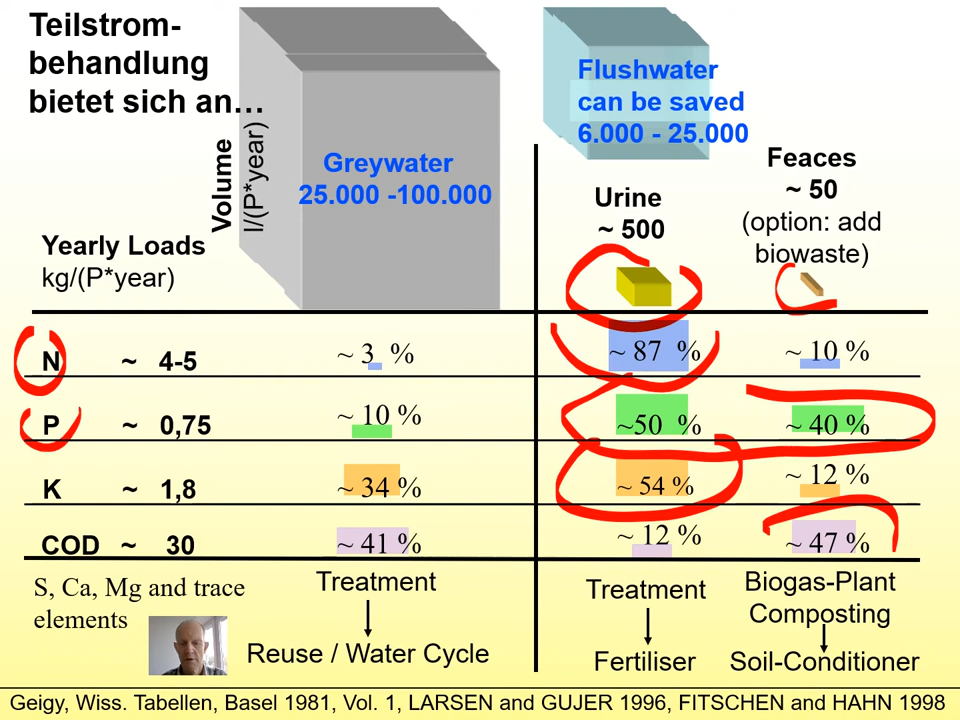 Teilstrom-
behandlung
bietet sich an…
Volume
l/(P*year)
Greywater
25.000 -100.000
Flushwater
can be saved
6.000 - 25.000
Urine
~ 500
Feaces
~ 50
(option: add
biowaste)
Yearly Loads
kg/(P*year)
N ~ 4-5 ~ 3 % ~ 87 % ~ 10 %
P ~ 0,75 ~ 10 % ~50 % ~ 40 %
K ~ 1,8 ~ 34 % ~ 54 % ~ 12 %
COD ~ 30 ~ 41 % ~ 12 % ~ 47 %
S, Ca, Mg and trace
elements
Treatment
Reuse / Water Cycle
Treatment
Fertiliser
Biogas-Plant
Composting
Soil-Conditioner
Geigy, Wiss. Tabellen, Basel 1981, Vol. 1, LARSEN and GUJER 1996, FITSCHEN and HAHN 1998